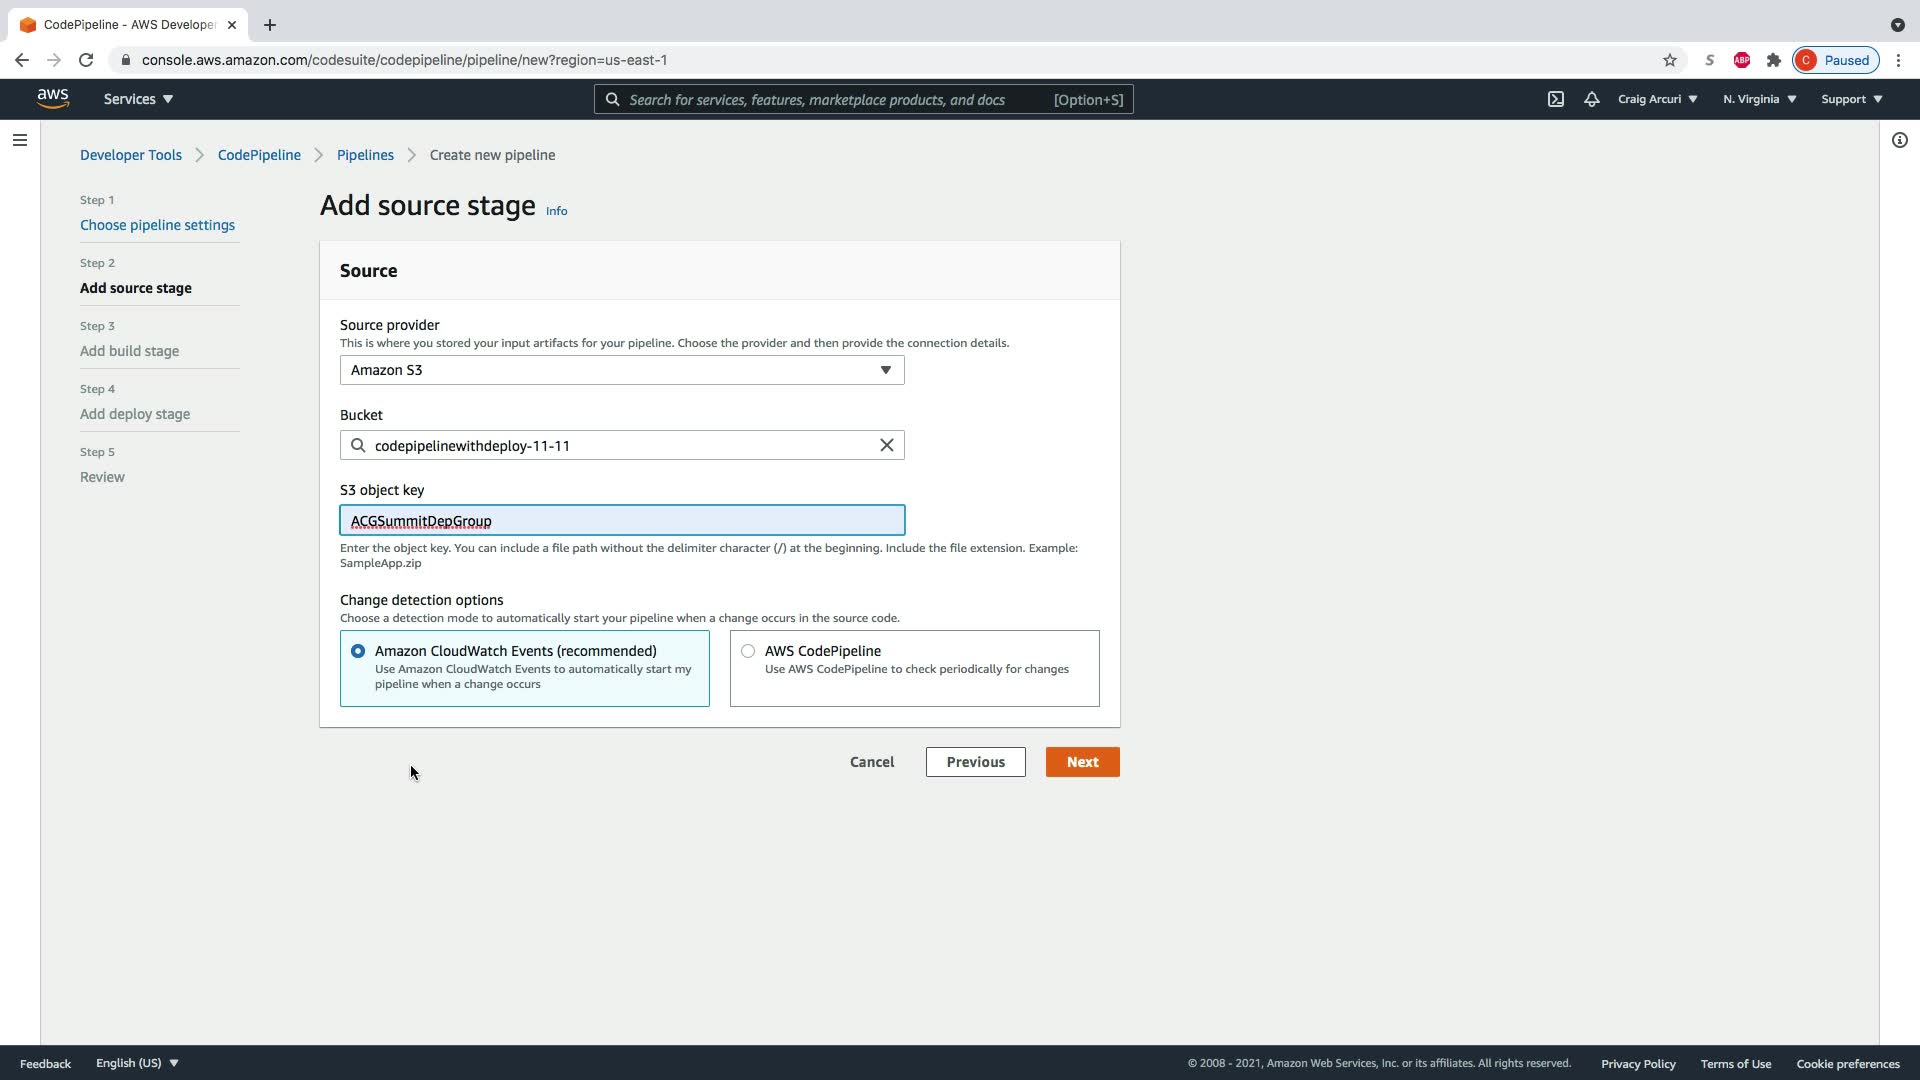 CodePipeline - AWS Developer
console.aws.amazon.com/codesuite/codepipeline/pipeline/new?region=us-east-1
S
ABP
C
Paused
aws
Services
Search for services, features, marketplace products, and docs
[Option+S]
Craig Arcuri
N. Virginia
Support
Developer Tools
CodePipeline
Pipelines
Create new pipeline
Step 1
Choose pipeline settings
Step 2
Add source stage
Step 3
Add build stage
Step 4
Add deploy stage
Step 5
Review
Add source stage Info
Source
Source provider
This is where you stored your input artifacts for your pipeline. Choose the provider and then provide the connection details.
Amazon S3
Bucket
codepipelinewithdeploy-11-11
S3 object key
ACGSummitDepGroup
Enter the object key. You can include a file path without the delimiter character (/) at the beginning. Include the file extension. Example:
SampleApp.zip
Change detection options
Choose a detection mode to automatically start your pipeline when a change occurs in the source code.
Amazon CloudWatch Events (recommended)
Use Amazon CloudWatch Events to automatically start my
pipeline when a change occurs
AWS CodePipeline
Use AWS CodePipeline to check periodically for changes
Cancel
Previous
Next
Feedback
English (US)
© 2008 - 2021, Amazon Web Services, Inc. or its affiliates. All rights reserved.
Privacy Policy
Terms of Use
Cookie preferences